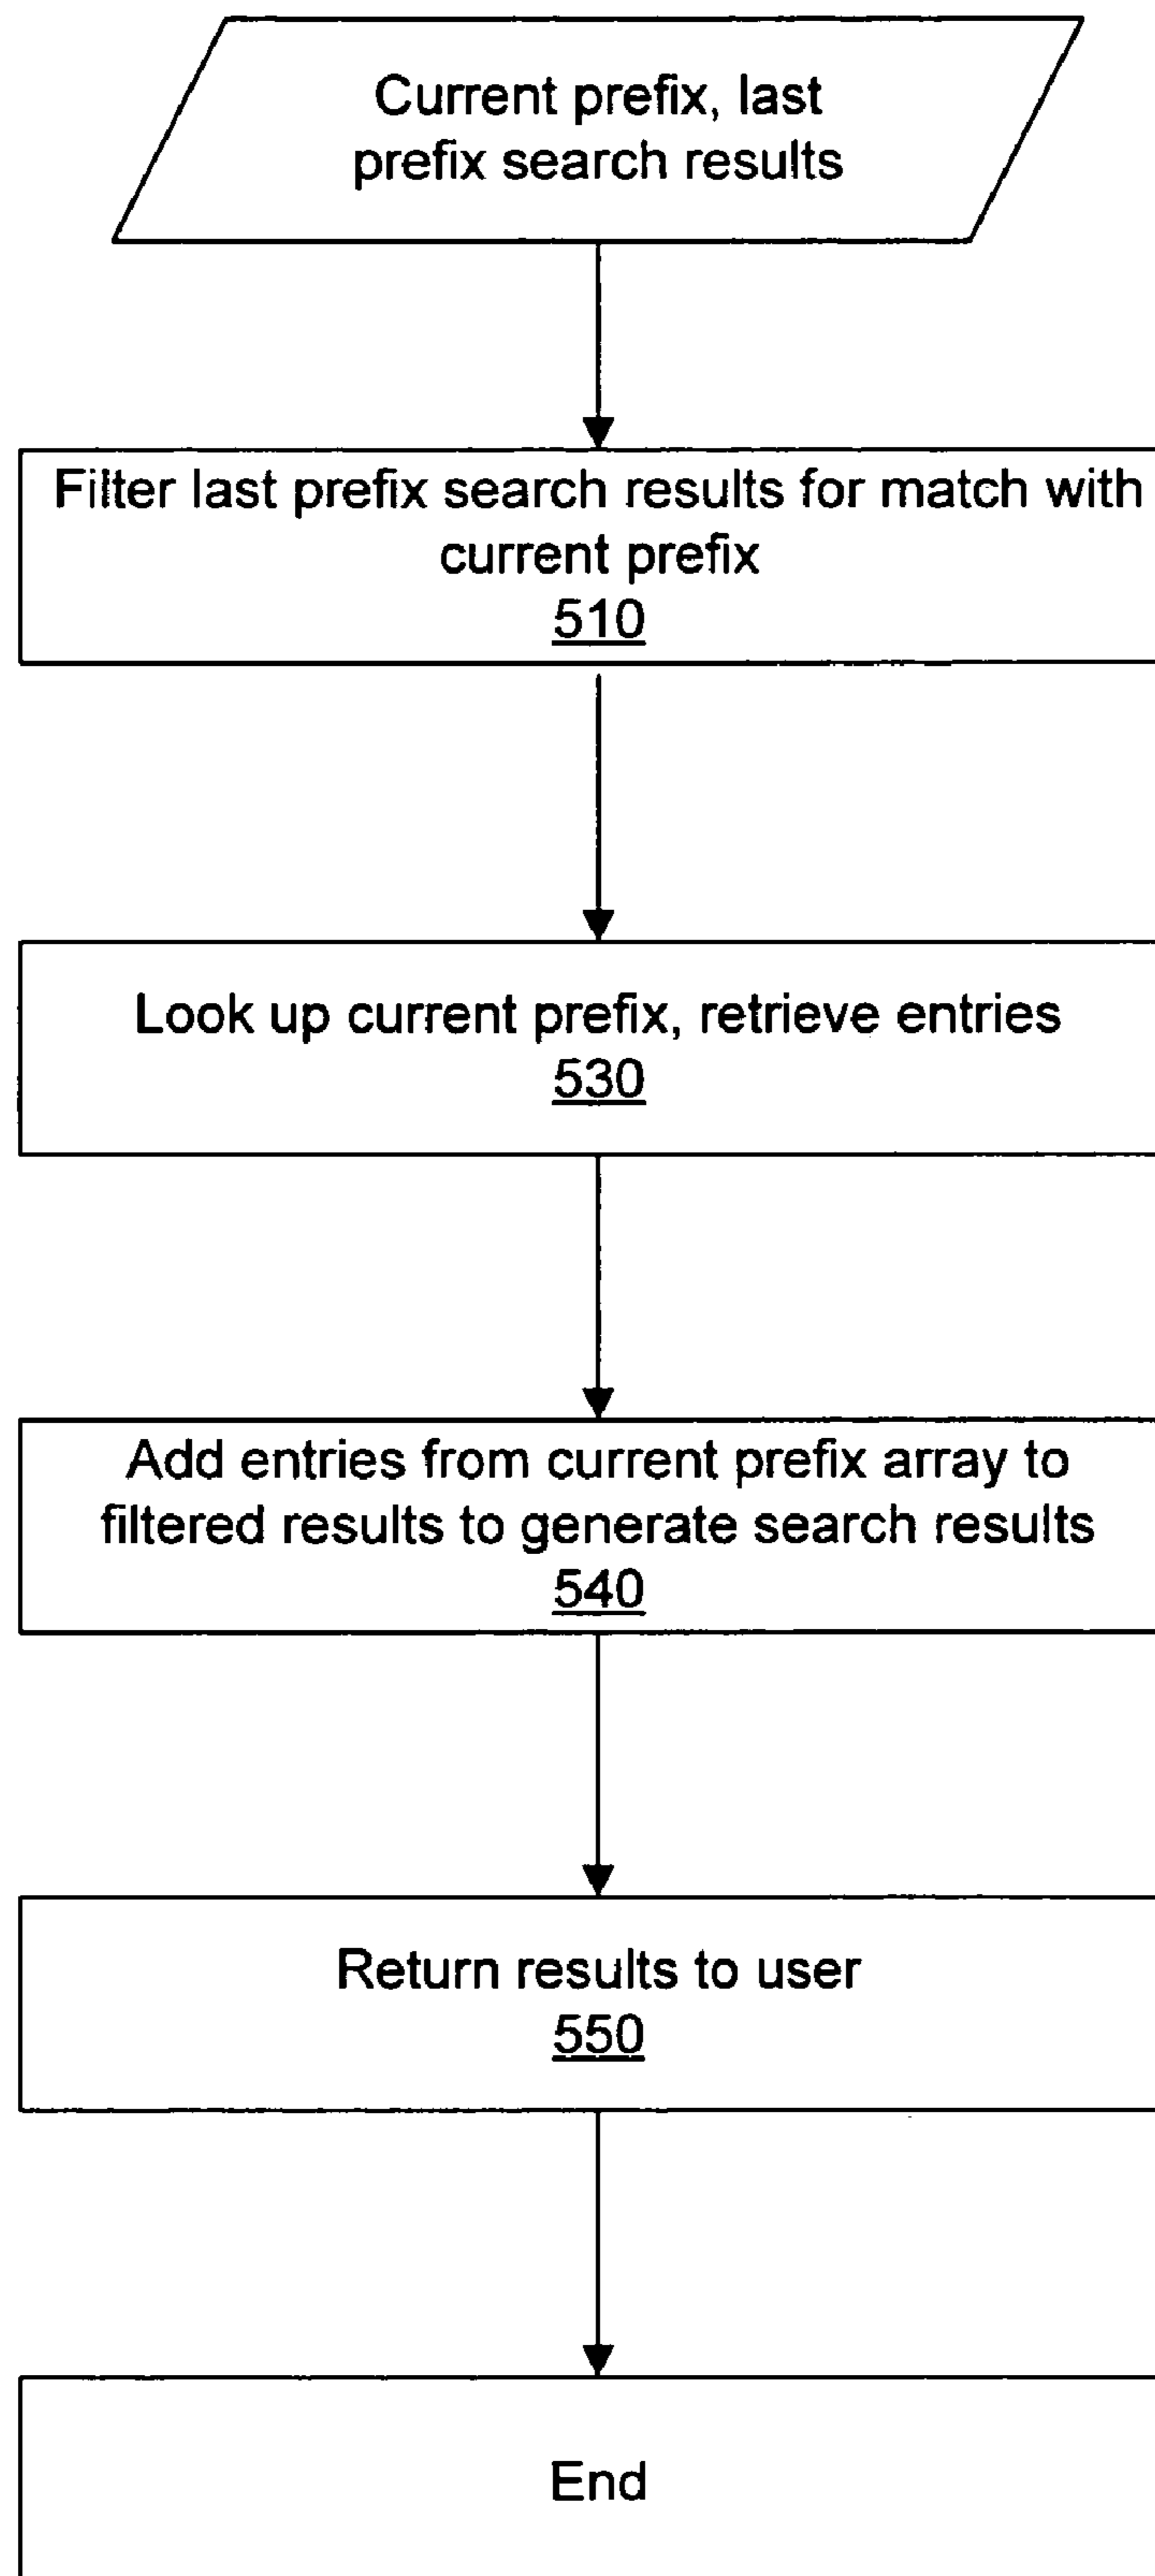 Current prefix, last
prefix search results
Filter last prefix search results for match with
current prefix
510
Look up current prefix, retrieve entries
530
Add entries from current prefix array to
filtered results to generate search results
540
Return results to user
550
End